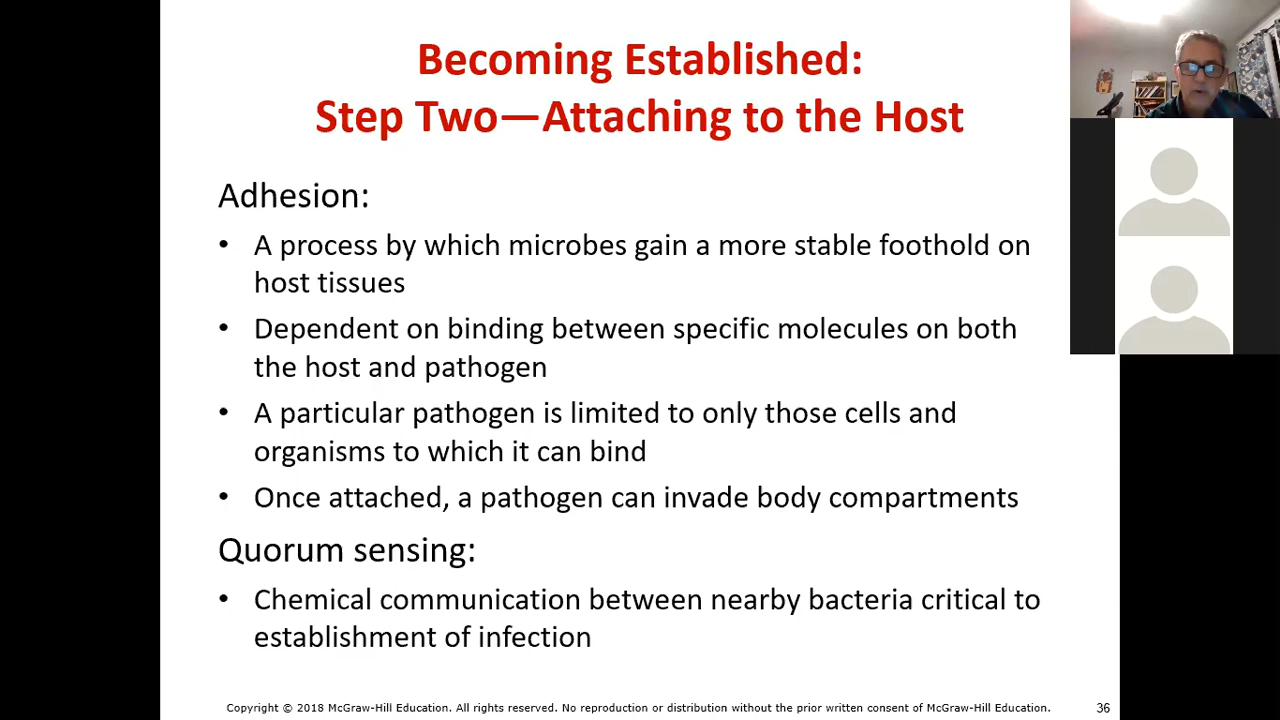 Becoming Established:
Step Two—Attaching to the Host
Adhesion:
• A process by which microbes gain a more stable foothold on
host tissues
• Dependent on binding between specific molecules on both
the host and pathogen
• A particular pathogen is limited to only those cells and
organisms to which it can bind
• Once attached, a pathogen can invade body compartments
Quorum sensing:
• Chemical communication between nearby bacteria critical to
establishment of infection
Copyright © 2018 McGraw-Hill Education. All rights reserved. No reproduction or distribution without the prior written consent of McGraw-Hill Education.
36